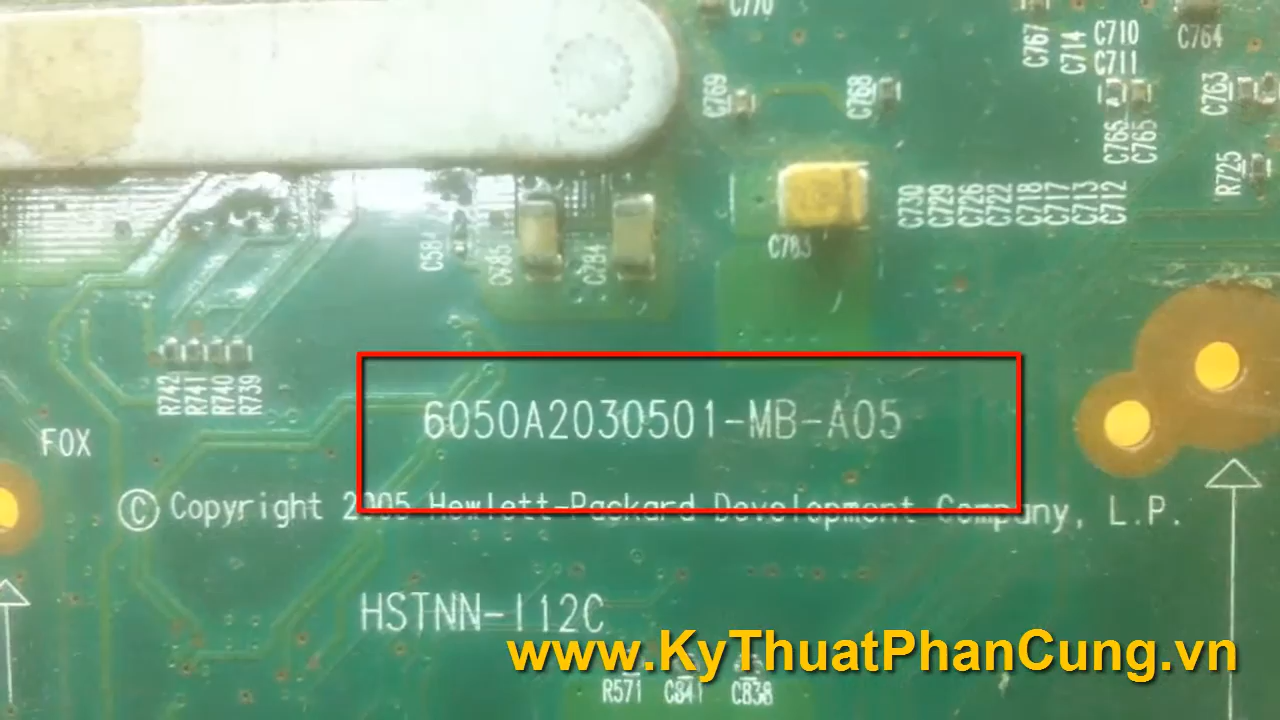 C770
C767
C714
C710
C711
C764
C769
C768
C763
C766
C765
R725
C730
C729
C726
C722
C718
C717
C713
C712
C584
C785
C784
C783
R742
R741
R740
R739
FOX
6050A2030501-MB-A05
© Copyright 2005 Hewlett-Packard Development Company, L.P.
HSTNN-I12C
www.KyThuatPhanCung.vn
R571
C841
C838